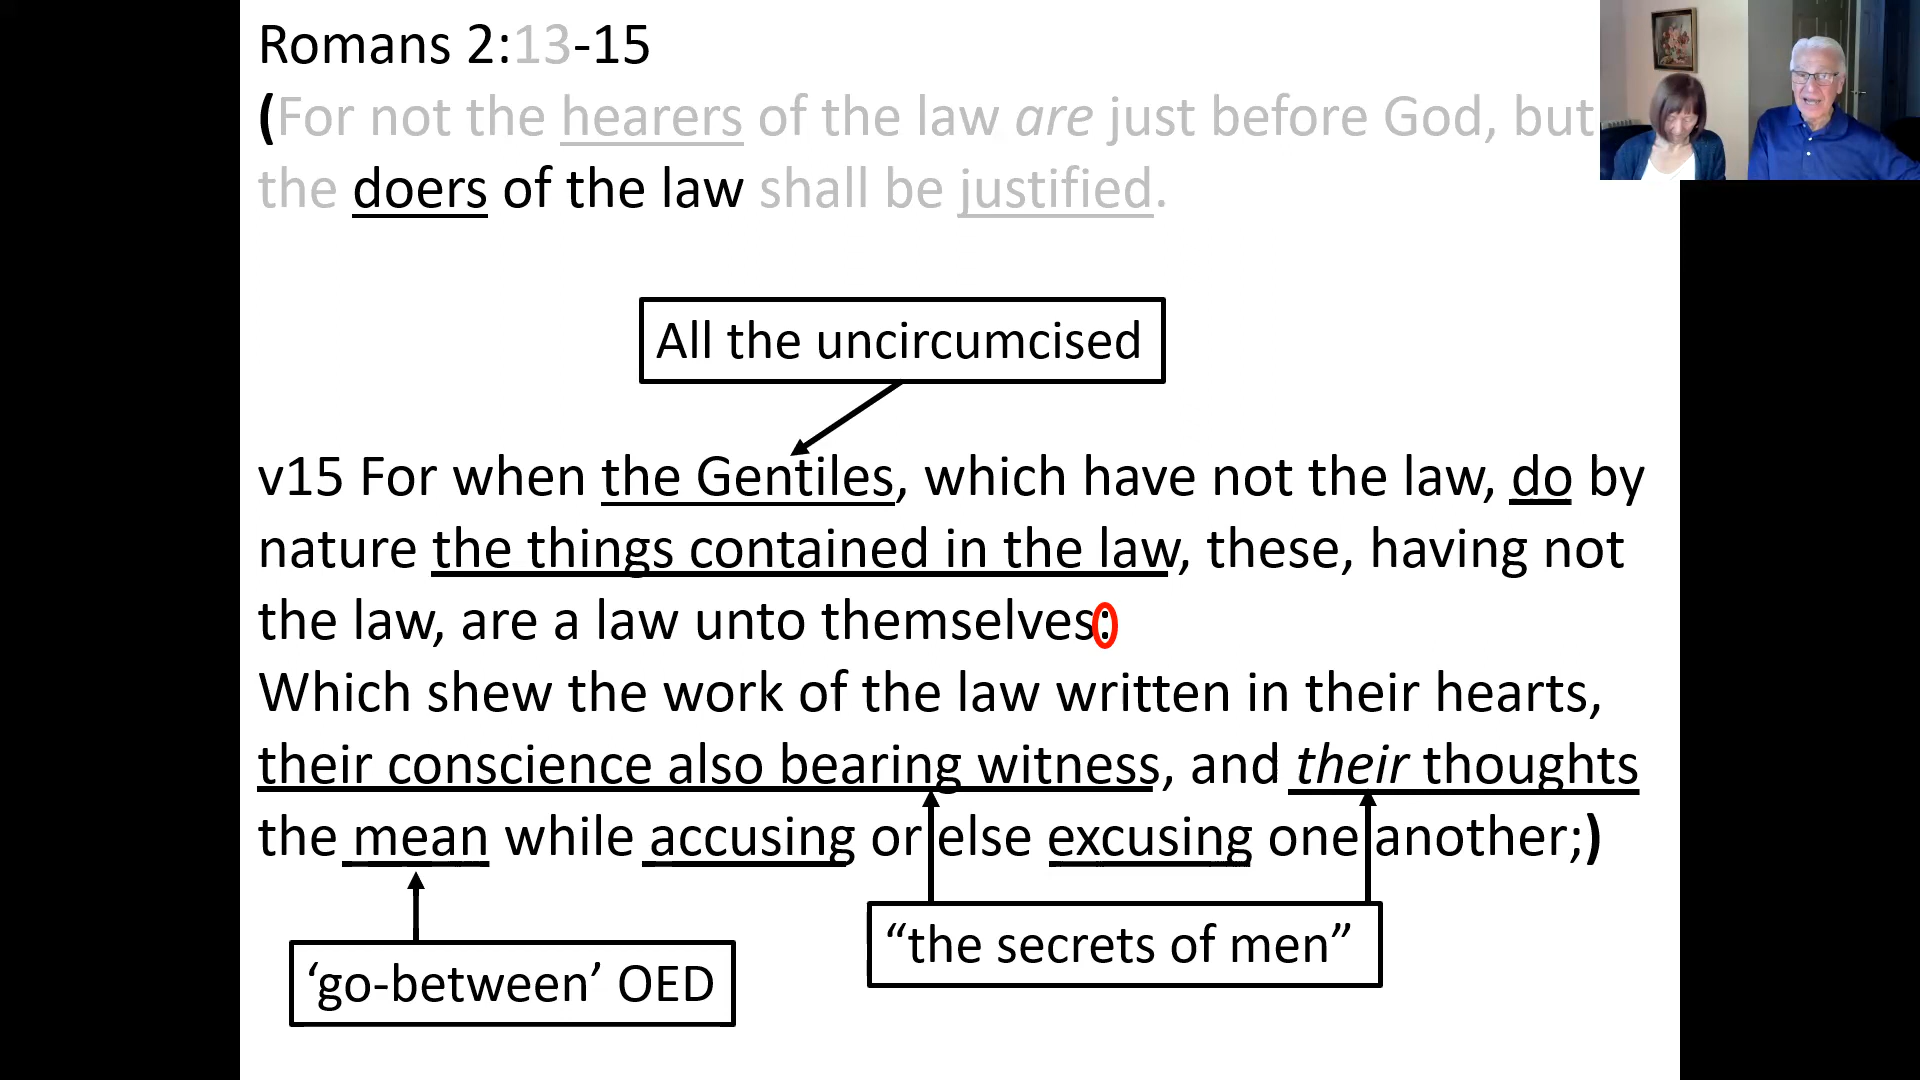 Romans 2:13-15
(For not the hearers of the law are just before God, but
the doers of the law shall be justified.
All the uncircumcised
v15 For when the Gentiles, which have not the law, do by
nature the things contained in the law, these, having not
the law, are a law unto themselves:
Which shew the work of the law written in their hearts,
their conscience also bearing witness, and their thoughts
the mean while accusing or else excusing one another;)
“the secrets of men”
‘go-between’ OED